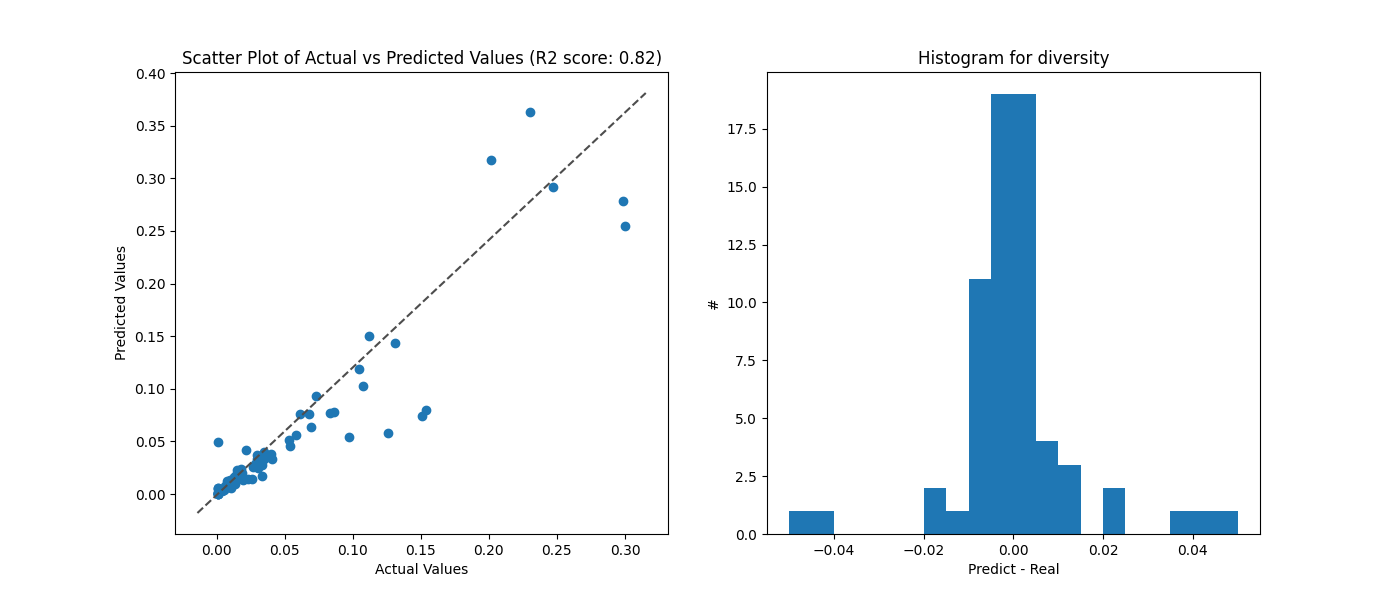 Scatter Plot of Actual vs Predicted Values (R2 score: 0.82)
0.40
0.35
0.30
0.25
0.20
0.15
0.10
0.05
0.00
Predicted Values
0.00 0.05 0.10 0.15 0.20 0.25 0.30
Actual Values
Histogram for diversity
17.5
15.0
12.5
10.0
7.5
5.0
2.5
0.0
#
−0.04 −0.02 0.00 0.02 0.04
Predict - Real